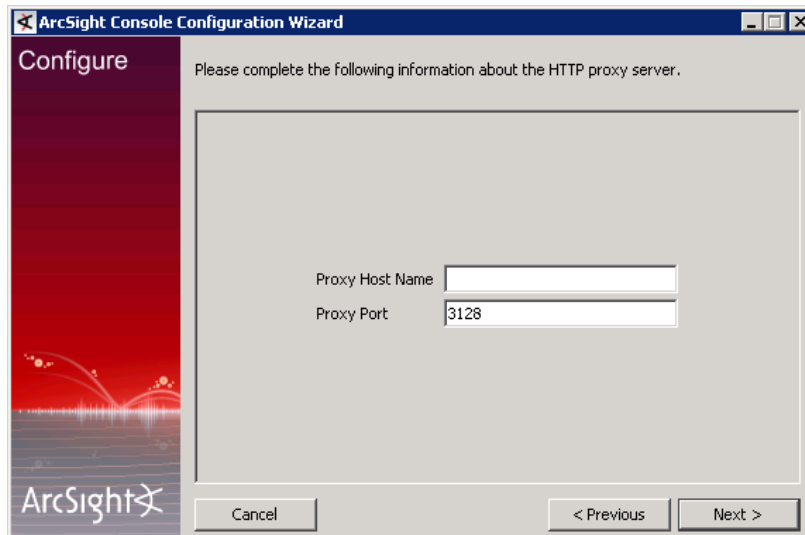 ArcSight Console Configuration Wizard
Configure
Please complete the following information about the HTTP proxy server.
Proxy Host Name
Proxy Port
3128
ArcSight
Cancel
< Previous
Next >